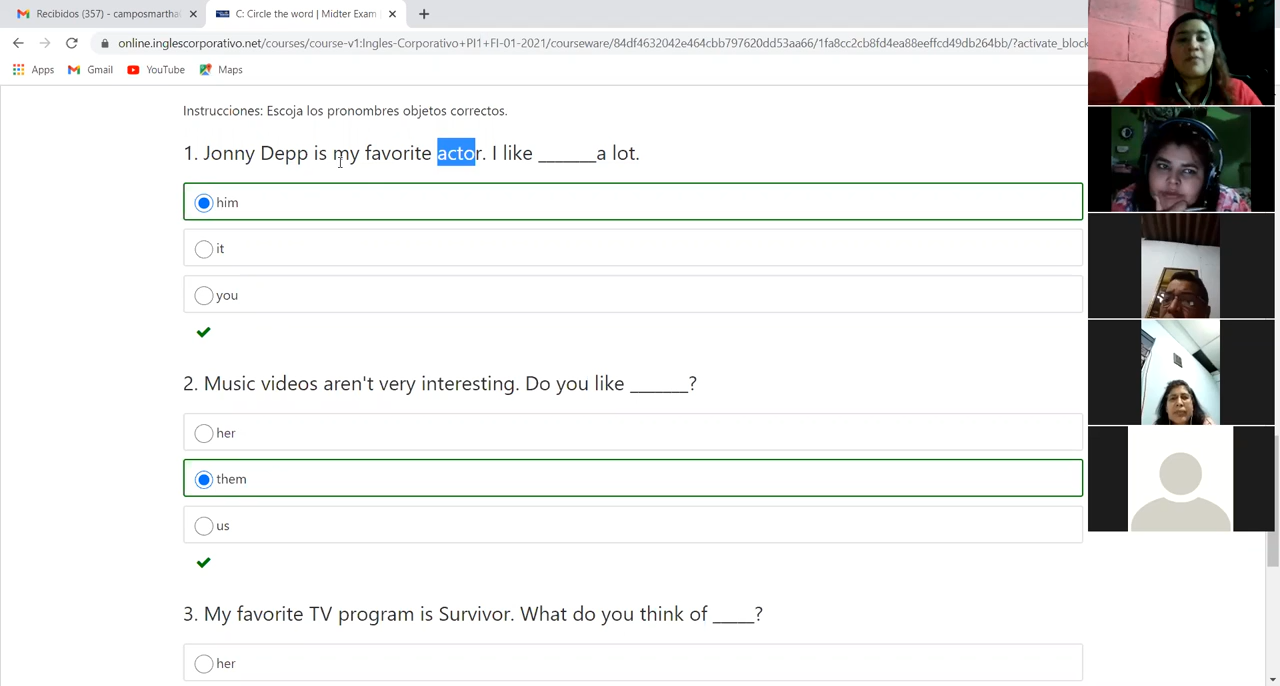 Recibidos (357) - camposmartha
C: Circle the word | Midter Exam
online.inglescorporativo.net/courses/course-v1:Ingles-Corporativo+PI1+FI-01-2021/courseware/84df4632042e464cbb797620dd53aa66/1fa8cc2cb8fd4ea88eeffcd49db264bb/?activate_block
Apps Gmail YouTube Maps
Instrucciones: Escoja los pronombres objetos correctos.
1. Jonny Depp is my favorite actor. I like _______a lot.
him
it
you
2. Music videos aren't very interesting. Do you like _______?
her
them
us
3. My favorite TV program is Survivor. What do you think of _____?
her